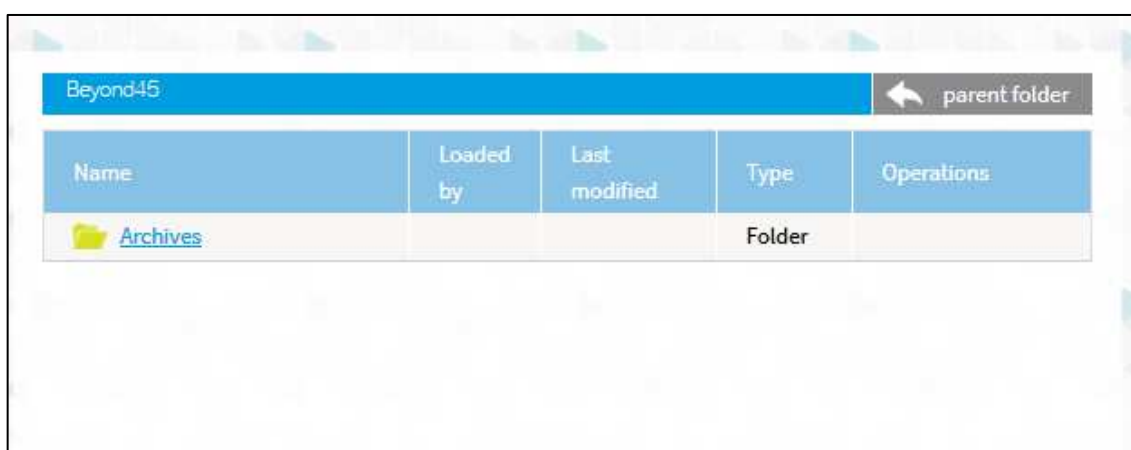 Beyond45
parent folder
Name
Loaded by
Last modified
Type
Operations
Archives
Folder